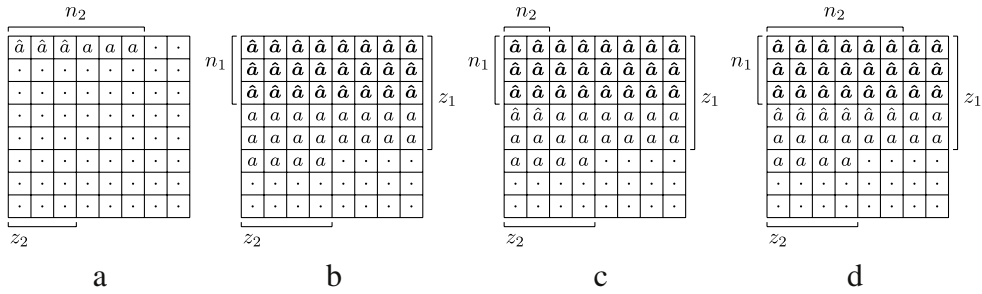 n₂
â â â a a a · ·
· · · · · · · ·
· · · · · · · ·
· · · · · · · ·
· · · · · · · ·
· · · · · · · ·
· · · · · · · ·
· · · · · · · ·
z₂
a
n₁
â â â â â â â â
â â â â â â â â
â â â â â â â â
a a a a a a a a
a a a a a a a a
a a a a · · · ·
· · · · · · · ·
· · · · · · · ·
z₁
z₂
b
n₂
n₁
â â â â â â â â
â â â â â â â â
â â â â â â â â
â â a a a a a a
a a a a a a a a
a a a a · · · ·
· · · · · · · ·
· · · · · · · ·
z₁
z₂
c
n₂
n₁
â â â â â â â â
â â â â â â â â
â â â â â â â â
â â â â â â a a
a a a a a a a a
a a a a · · · ·
· · · · · · · ·
· · · · · · · ·
z₁
z₂
d